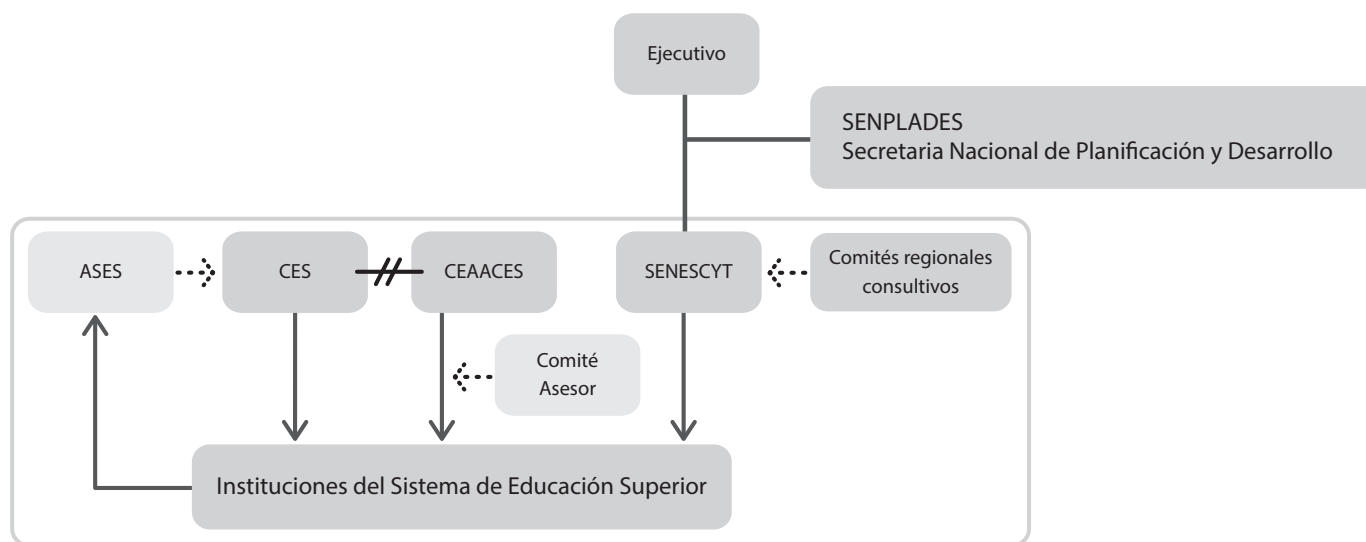 Ejecutivo
SENPLADES
Secretaria Nacional de Planificación y Desarrollo
ASES
CES
CEAACES
SENESCYT
Comités regionales
consultivos
Comité
Asesor
Instituciones del Sistema de Educación Superior